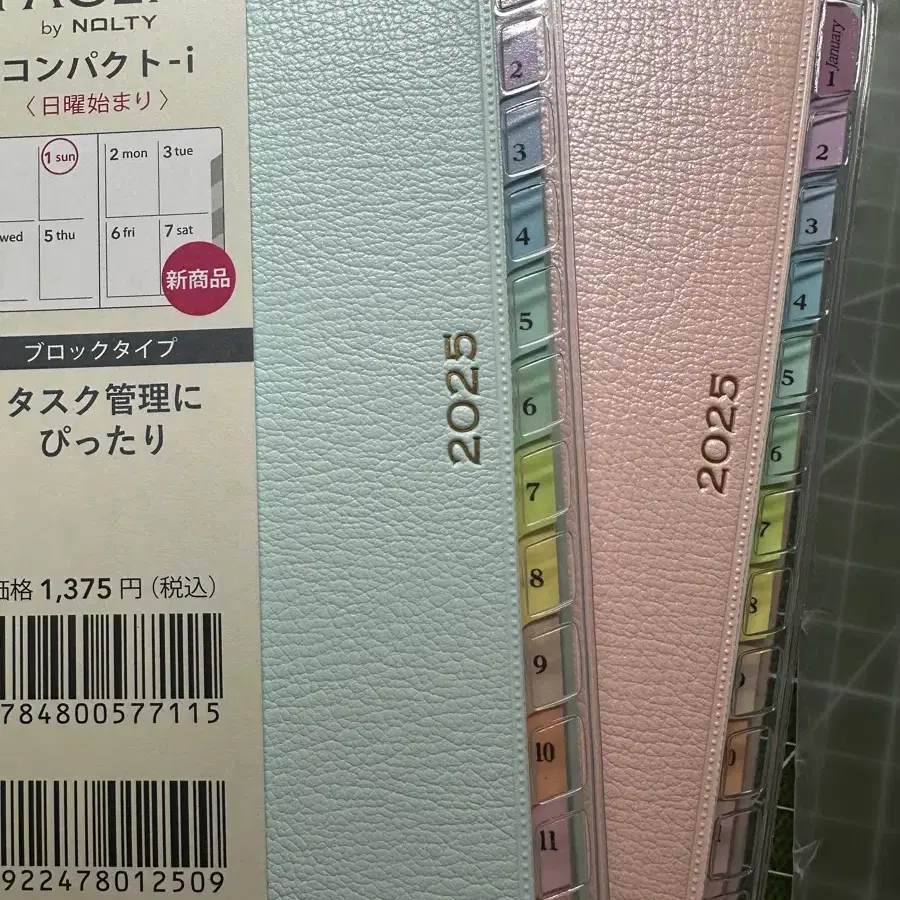 by NOLTY
コンパクト-i
〈日曜始まり〉
1 sun
2 mon
3 tue
wed
5 thu
6 fri
7 sat
新商品
ブロックタイプ
タスク管理に
ぴったり
価格 1,375 円（税込）
784800577115
922478012509
2025
2
3
4
5
6
7
8
9
10
11
2025
January
1
2
3
4
5
6
7
8